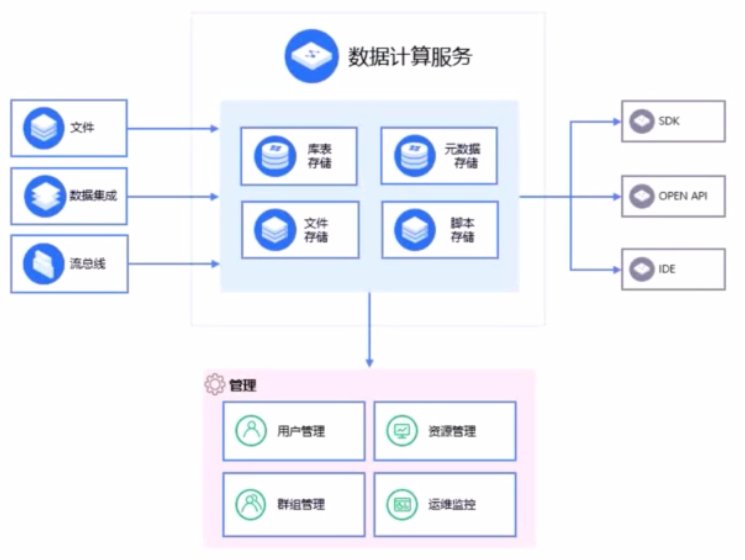 数据计算服务
文件
数据集成
流总线
库表
存储
元数据
存储
文件
存储
脚本
存储
SDK
OPEN API
IDE
管理
用户管理
资源管理
群组管理
运维监控